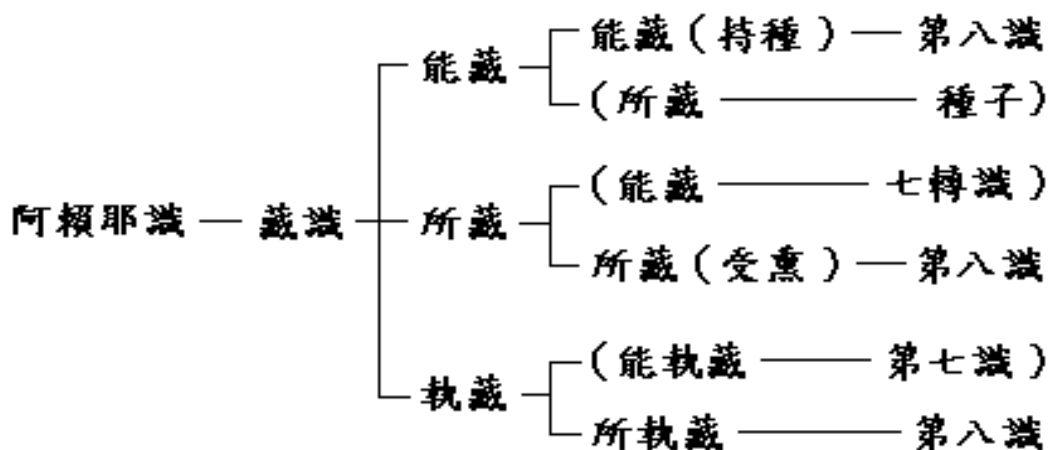 能藏(持種)— 第八識
能藏
(所藏 —— 種子)
(能藏 —— 七轉識)
阿賴耶識 — 藏識 所藏
所藏(受熏)— 第八識
(能執藏 —— 第七識)
執藏
所執藏 —— 第八識